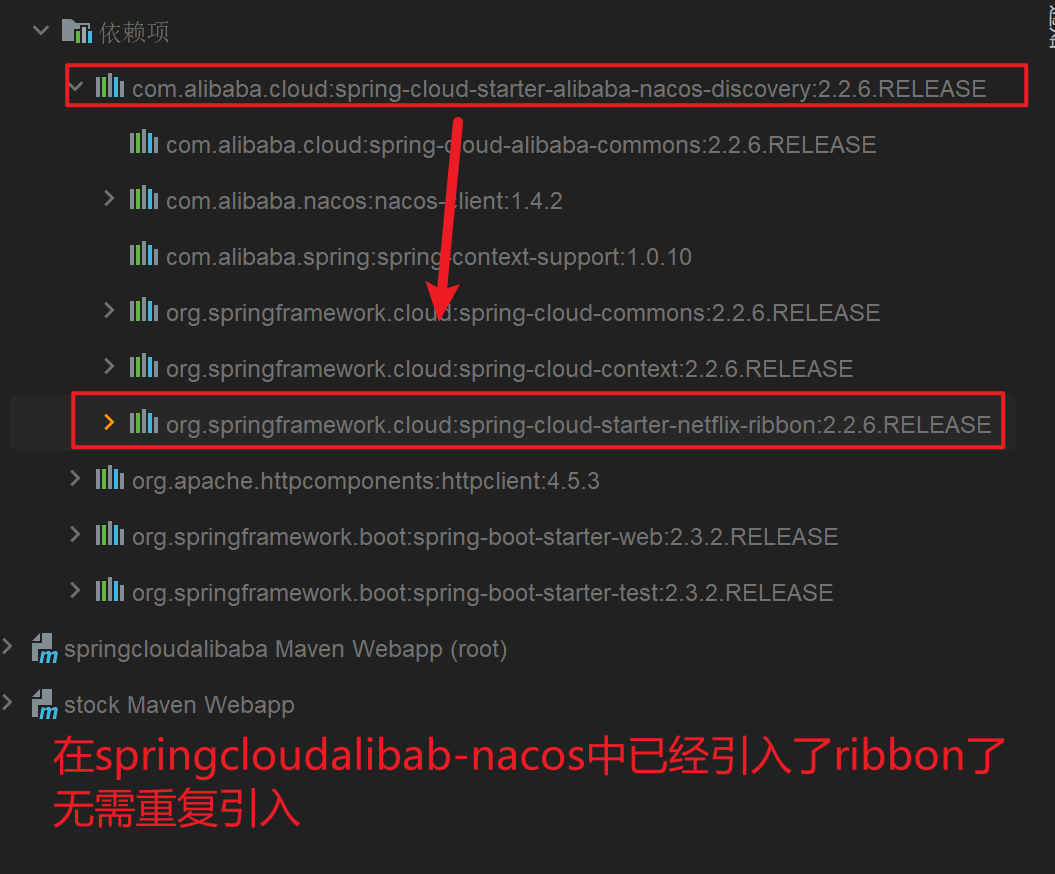 依赖项
com.alibaba.cloud:spring-cloud-starter-alibaba-nacos-discovery:2.2.6.RELEASE
com.alibaba.cloud:spring-cloud-alibaba-commons:2.2.6.RELEASE
com.alibaba.nacos:nacos-client:1.4.2
com.alibaba.spring:spring-context-support:1.0.10
org.springframework.cloud:spring-cloud-commons:2.2.6.RELEASE
org.springframework.cloud:spring-cloud-context:2.2.6.RELEASE
org.springframework.cloud:spring-cloud-starter-netflix-ribbon:2.2.6.RELEASE
org.apache.httpcomponents:httpclient:4.5.3
org.springframework.boot:spring-boot-starter-web:2.3.2.RELEASE
org.springframework.boot:spring-boot-starter-test:2.3.2.RELEASE
springcloudalibaba Maven Webapp (root)
stock Maven Webapp
在springcloudalibab-nacos中已经引入了ribbon了
无需重复引入